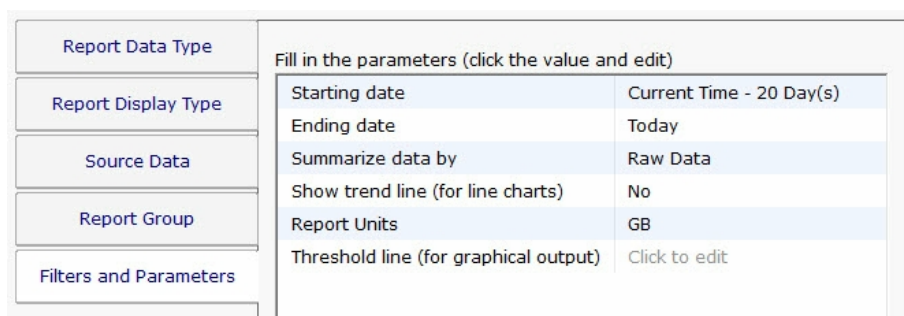 Report Data Type
Report Display Type
Source Data
Report Group
Filters and Parameters
Fill in the parameters (click the value and edit)
Starting date Current Time - 20 Day(s)
Ending date Today
Summarize data by Raw Data
Show trend line (for line charts) No
Report Units GB
Threshold line (for graphical output) Click to edit